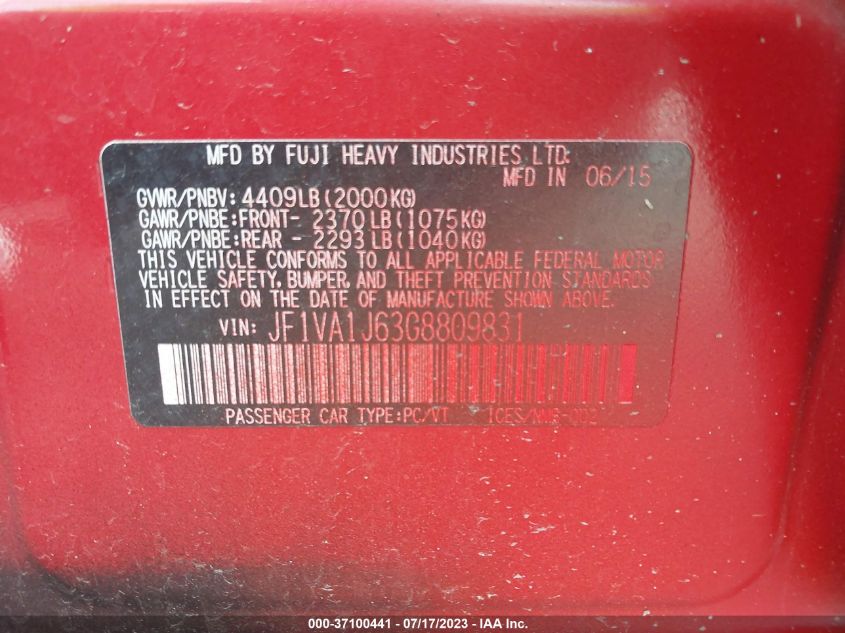 MFD BY FUJI HEAVY INDUSTRIES LTD.
MFD IN 06/15
GVWR/PNBV: 4409LB(2000KG)
GAWR/PNBE:FRONT- 2370LB(1075KG)
GAWR/PNBE:REAR - 2293LB(1040KG)
THIS VEHICLE CONFORMS TO ALL APPLICABLE FEDERAL MOTOR
VEHICLE SAFETY, BUMPER, AND THEFT PREVENTION STANDARDS
IN EFFECT ON THE DATE OF MANUFACTURE SHOWN ABOVE.
VIN: JF1VA1J63G8809831
PASSENGER CAR TYPE:PC/VT
000-37100441 - 07/17/2023 - IAA Inc.